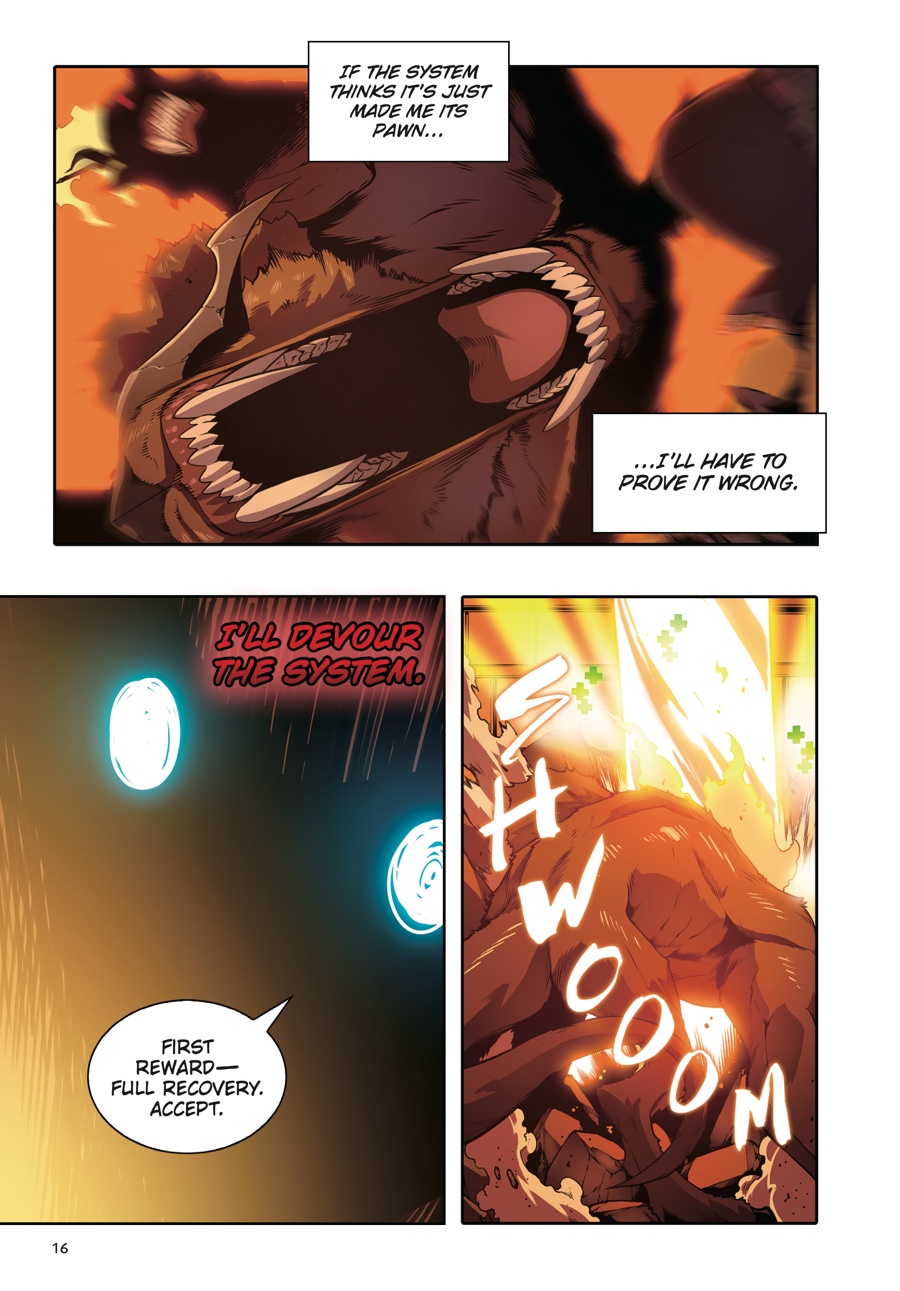 IF THE SYSTEM
THINKS IT'S JUST
MADE ME ITS
PAWN...
...I'LL HAVE TO
PROVE IT WRONG.
I'LL DEVOUR
THE SYSTEM.
FIRST
REWARD—
FULL RECOVERY.
ACCEPT.
SHWOOOM
16